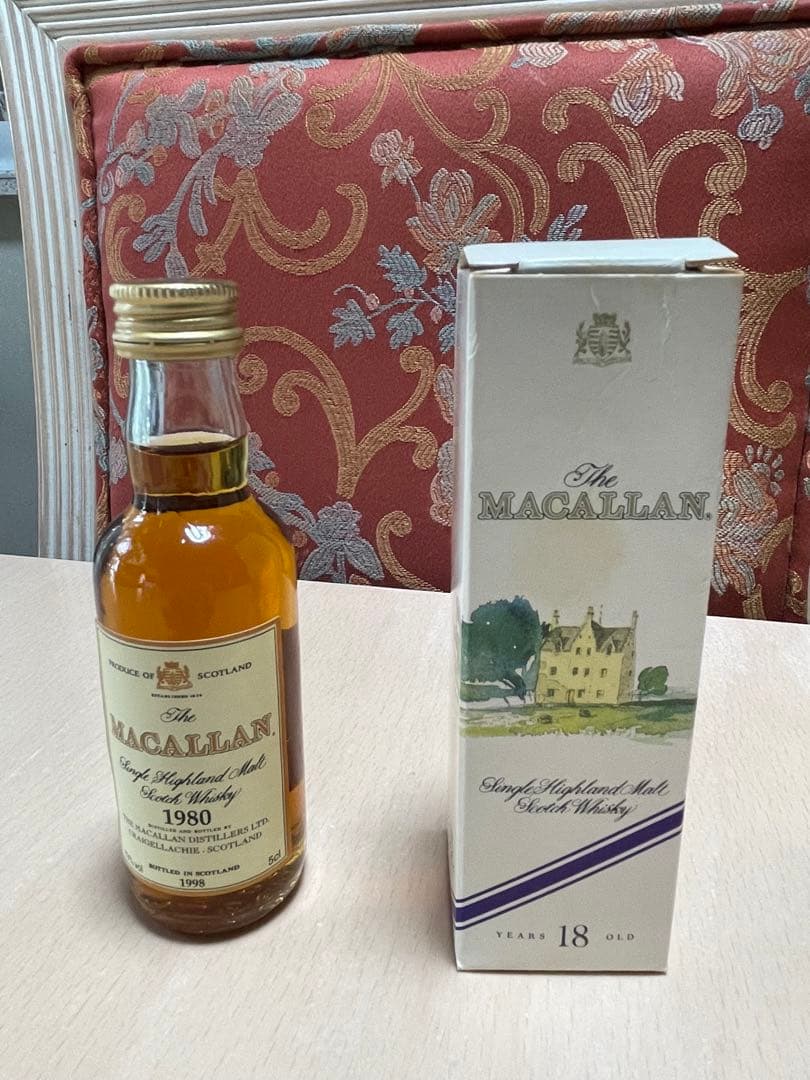 PRODUCE OF SCOTLAND
ESTABLISHED 1824
The
MACALLAN.
Single Highland Malt
Scotch Whisky
1980
DISTILLED AND BOTTLED BY
THE MACALLAN DISTILLERS LTD.
CRAIGELLACHIE · SCOTLAND
5cl
BOTTLED IN SCOTLAND
1998
The
MACALLAN.
Single Highland Malt
Scotch Whisky
YEARS 18 OLD